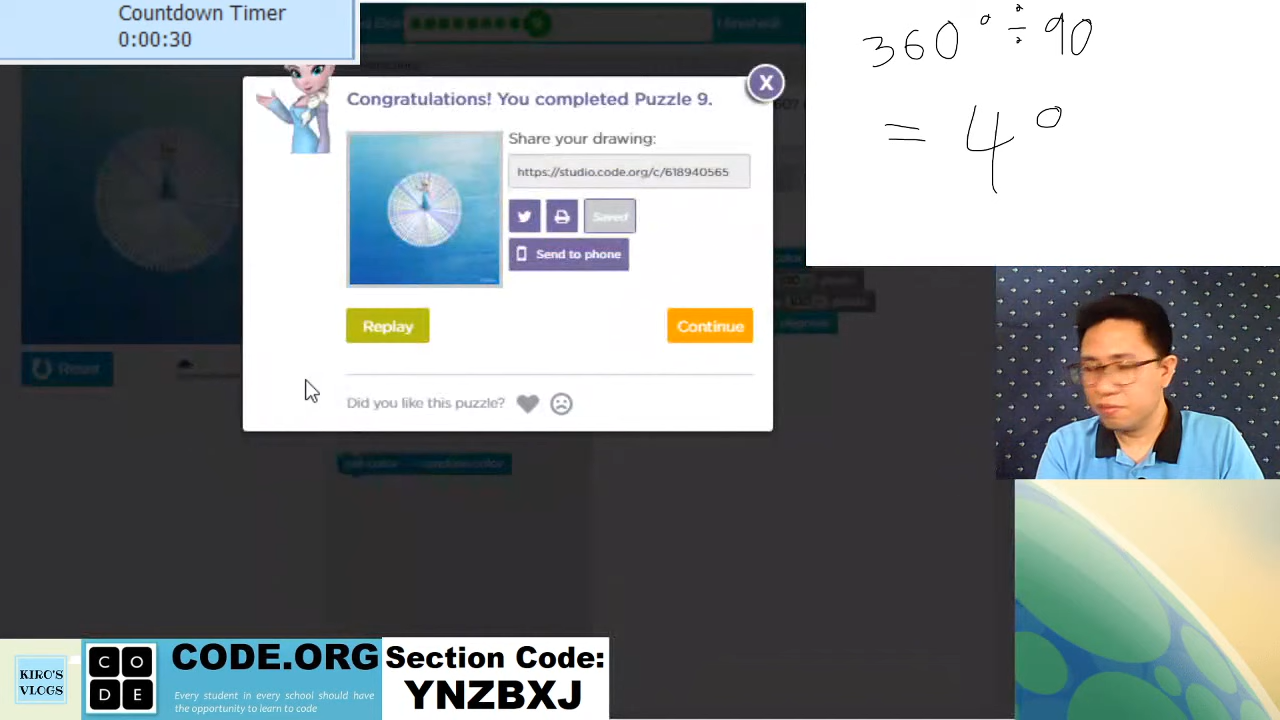 Countdown Timer
0:00:30
Congratulations! You completed Puzzle 9.
Share your drawing:
https://studio.code.org/c/618940565
Saved
Send to phone
Replay
Continue
Did you like this puzzle?
Reset
360° ÷ 90
= 4°
KIRO'S
VLOGS
C O
D E
CODE.ORG
Every student in every school should have
the opportunity to learn to code
Section Code:
YNZBXJ